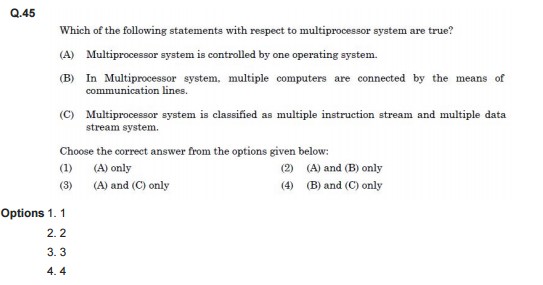 Q.45
Which of the following statements with respect to multiprocessor system are true?
(A) Multiprocessor system is controlled by one operating system.
(B) In Multiprocessor system, multiple computers are connected by the means of
communication lines.
(C) Multiprocessor system is classified as multiple instruction stream and multiple data
stream system.
Choose the correct answer from the options given below:
(1) (A) only (2) (A) and (B) only
(3) (A) and (C) only (4) (B) and (C) only
Options 1. 1
2. 2
3. 3
4. 4